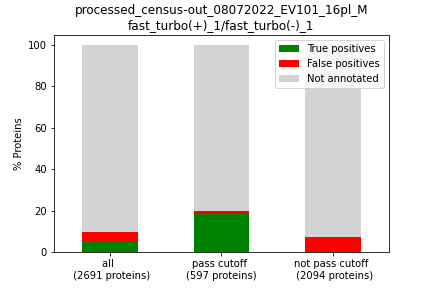 processed_census-out_08072022_EV101_16pl_M
fast_turbo(+)_1/fast_turbo(-)_1
100
80
60
40
20
0
% Proteins
True positives
False positives
Not annotated
all
(2691 proteins)
pass cutoff
(597 proteins)
not pass cutoff
(2094 proteins)